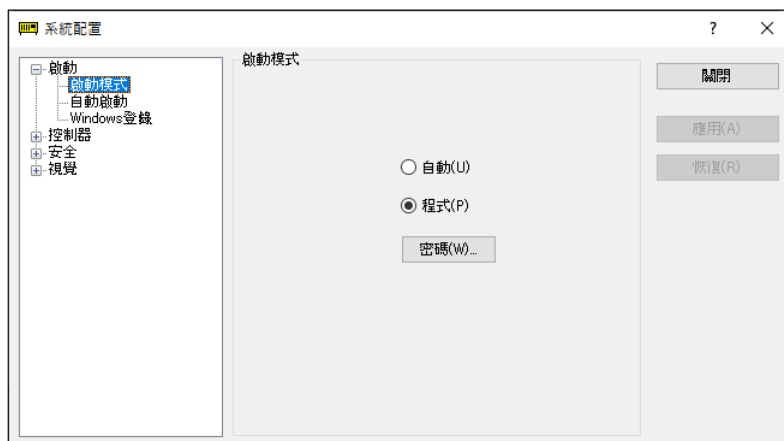 系統配置
啟動
啟動模式
自動啟動
Windows登錄
控制器
安全
視覺
啟動模式
自動(U)
程式(P)
密碼(W)...
關閉
應用(A)
恢復(R)